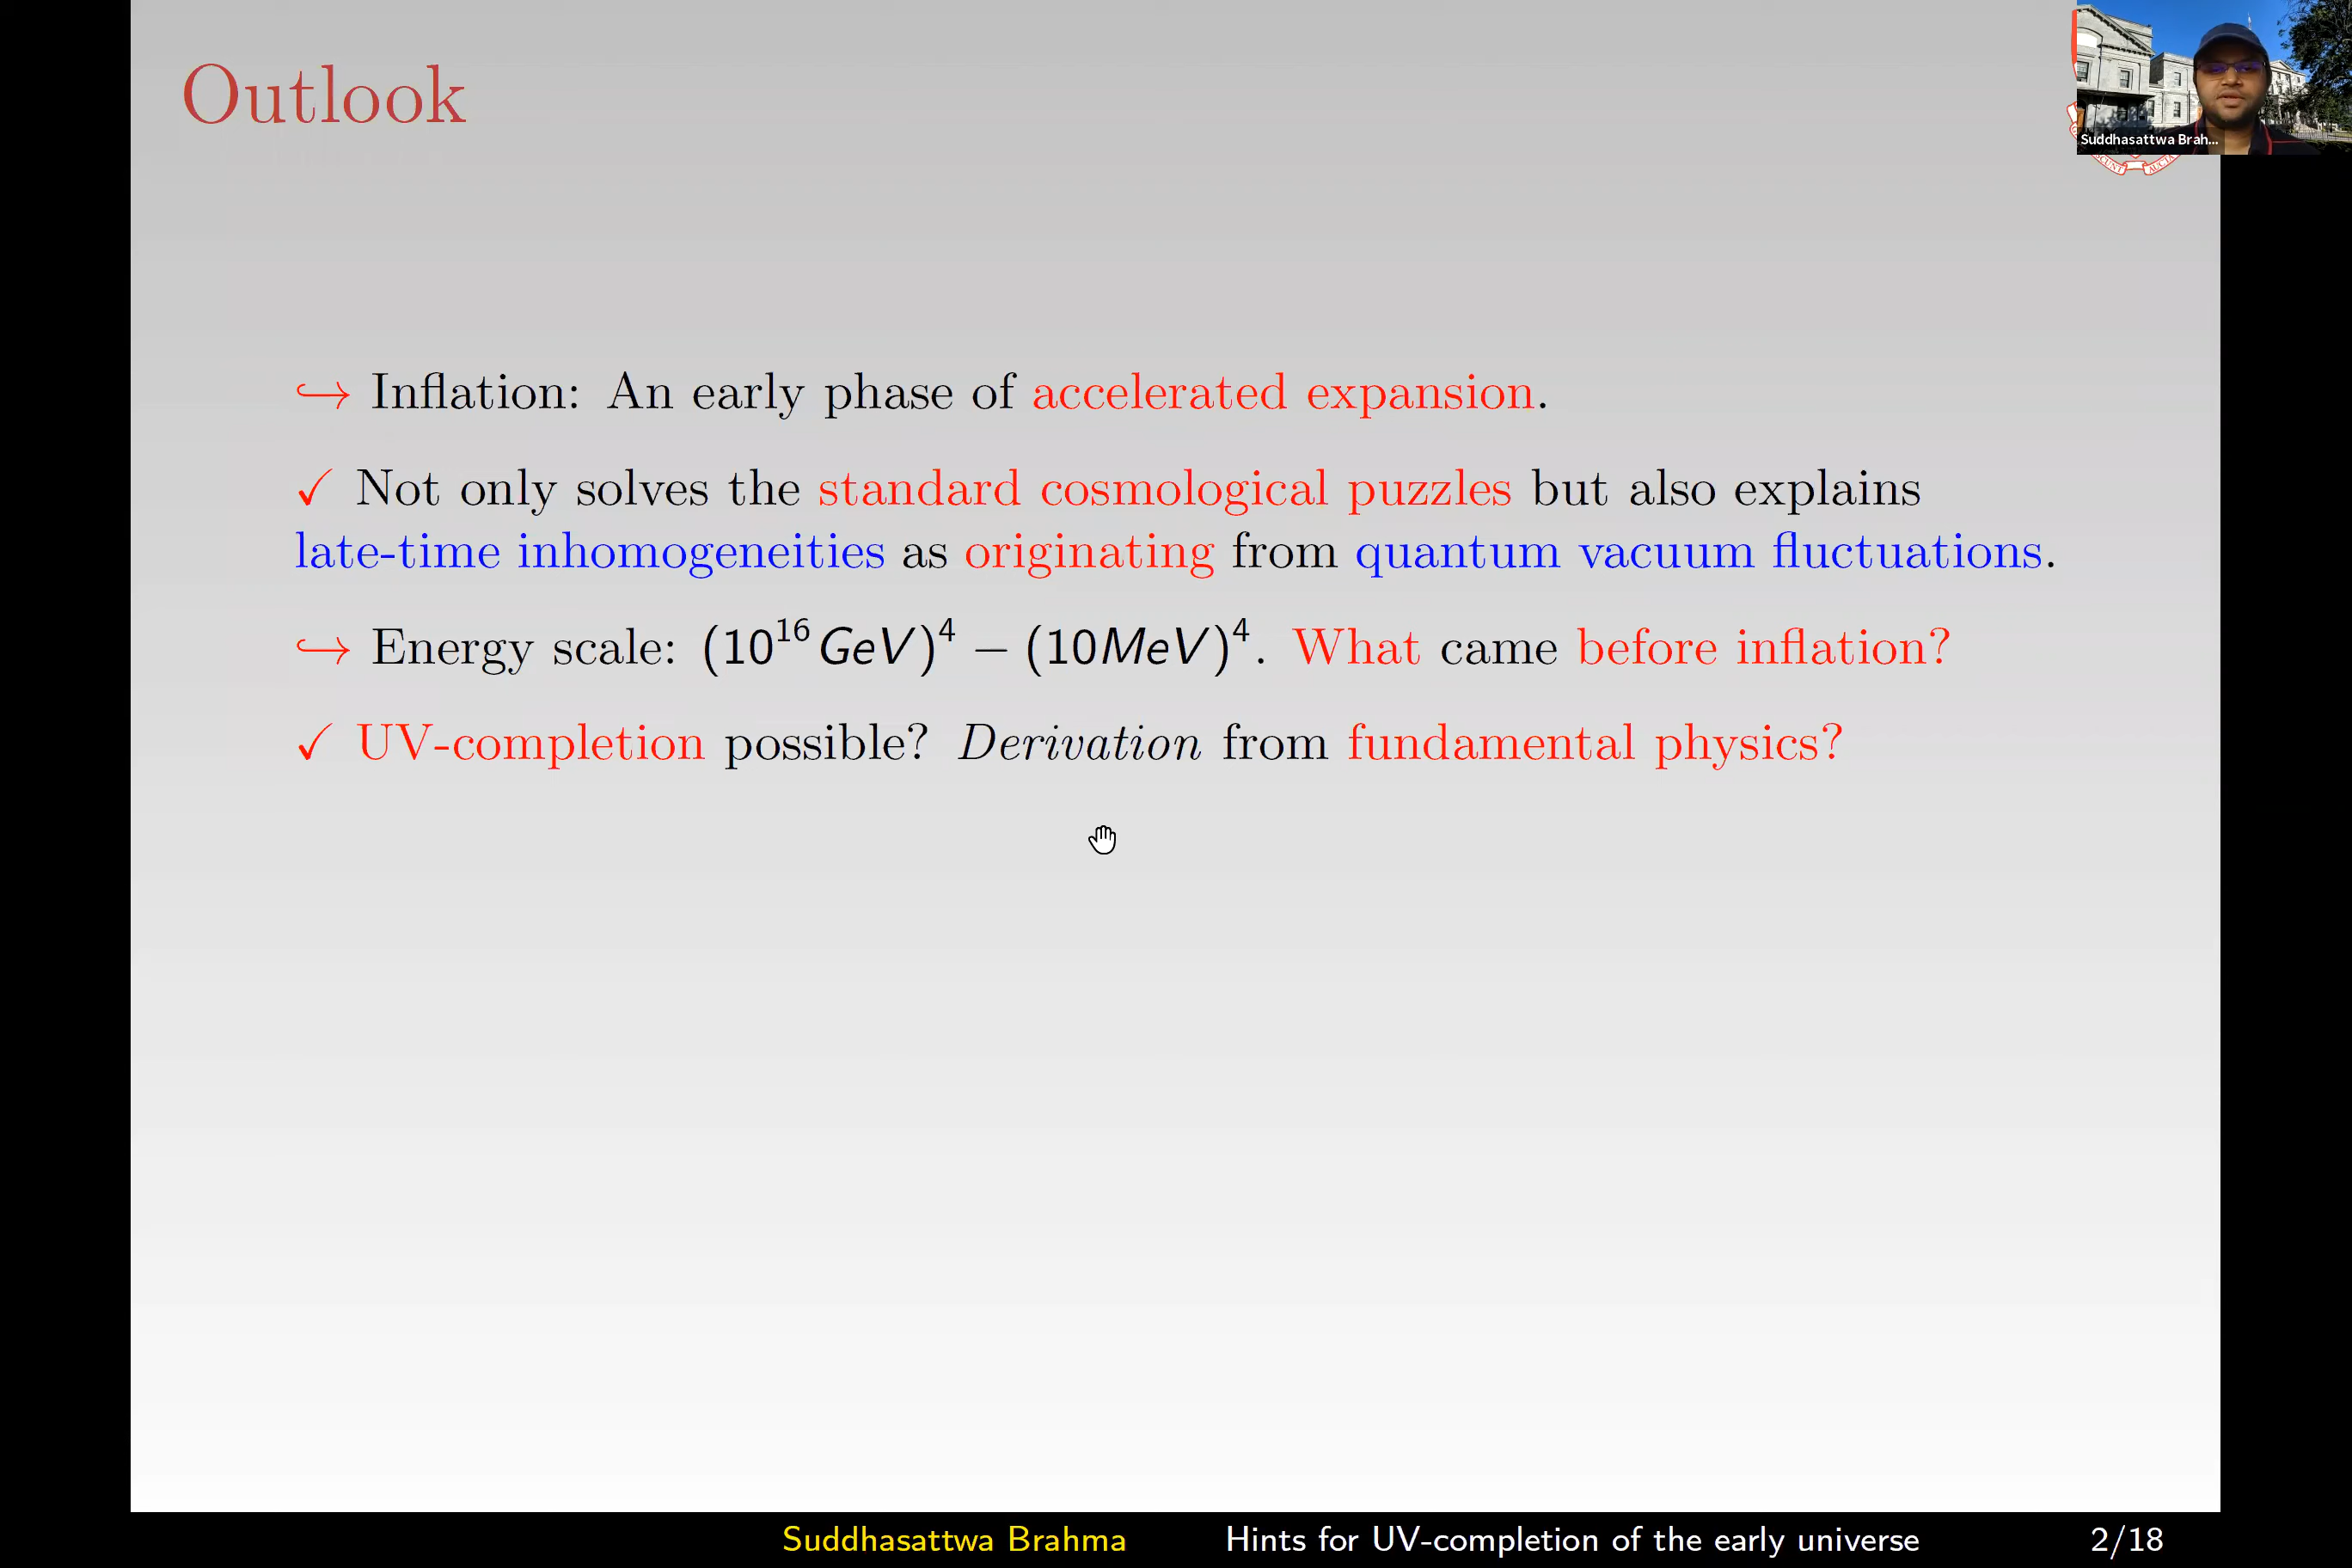 Outlook
Suddhasattwa Brah...
↪ Inflation: An early phase of accelerated expansion.
✓ Not only solves the standard cosmological puzzles but also explains
late-time inhomogeneities as originating from quantum vacuum fluctuations.
↪ Energy scale: (10¹⁶ GeV)⁴ − (10MeV)⁴. What came before inflation?
✓ UV-completion possible? Derivation from fundamental physics?
Suddhasattwa Brahma Hints for UV-completion of the early universe 2/18